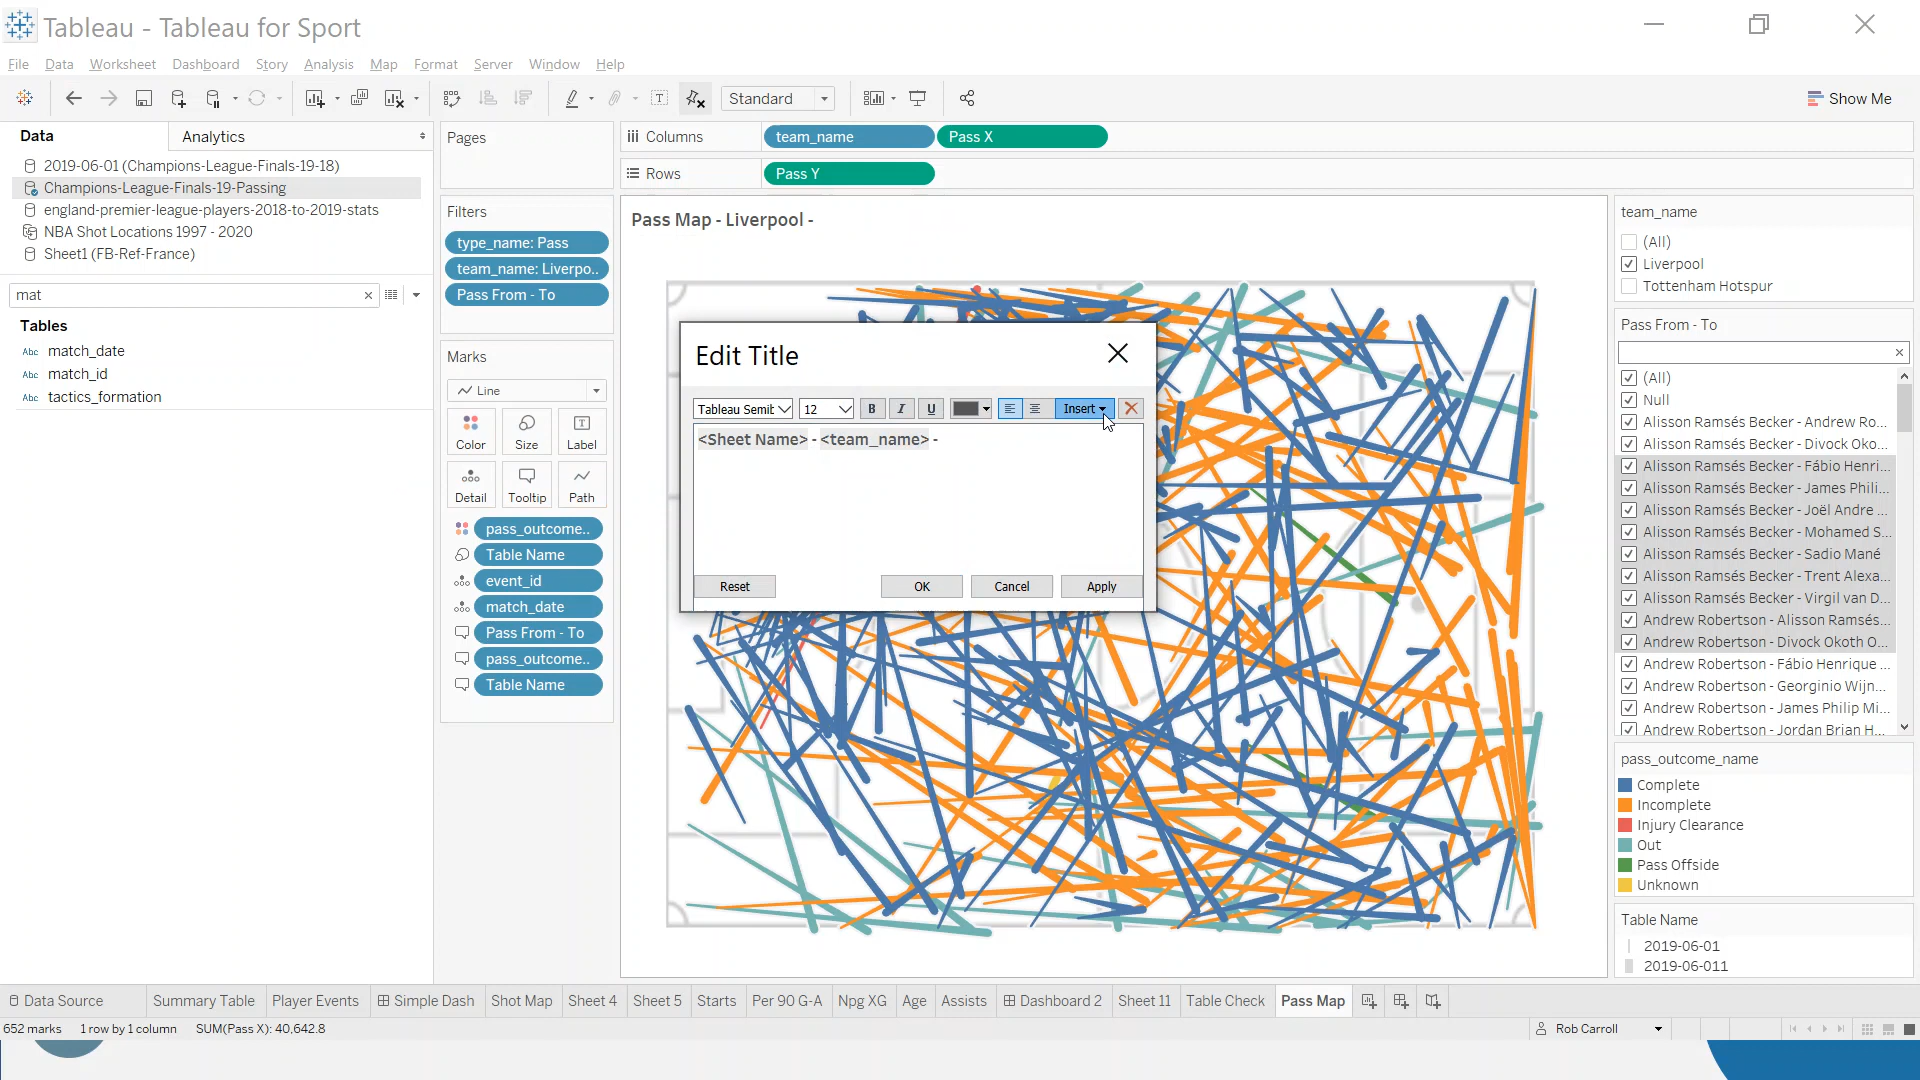 Tableau - Tableau for Sport
File Data Worksheet Dashboard Story Analysis Map Format Server Window Help
Standard
Show Me
Data Analytics
2019-06-01 (Champions-League-Finals-19-18)
Champions-League-Finals-19-Passing
england-premier-league-players-2018-to-2019-stats
NBA Shot Locations 1997 - 2020
Sheet1 (FB-Ref-France)
mat
Tables
Abc match_date
Abc match_id
Abc tactics_formation
Pages
Filters
type_name: Pass
team_name: Liverpo..
Pass From - To
Marks
Line
Color Size Label
Detail Tooltip Path
pass_outcome..
Table Name
event_id
match_date
Pass From - To
pass_outcome..
Table Name
Columns team_name Pass X
Rows Pass Y
Pass Map - Liverpool -
Edit Title
Tableau Semit 12 B I U Insert
<Sheet Name> - <team_name> -
Reset OK Cancel Apply
team_name
(All)
Liverpool
Tottenham Hotspur
Pass From - To
(All)
Null
Alisson Ramsés Becker - Andrew Ro...
Alisson Ramsés Becker - Divock Oko...
Alisson Ramsés Becker - Fábio Henri...
Alisson Ramsés Becker - James Phili...
Alisson Ramsés Becker - Joël Andre ...
Alisson Ramsés Becker - Mohamed S...
Alisson Ramsés Becker - Sadio Mané
Alisson Ramsés Becker - Trent Alexa...
Alisson Ramsés Becker - Virgil van D...
Andrew Robertson - Alisson Ramsés...
Andrew Robertson - Divock Okoth O...
Andrew Robertson - Fábio Henrique ...
Andrew Robertson - Georginio Wijn...
Andrew Robertson - James Philip Mi...
Andrew Robertson - Jordan Brian H...
pass_outcome_name
Complete
Incomplete
Injury Clearance
Out
Pass Offside
Unknown
Table Name
2019-06-01
2019-06-011
Data Source Summary Table Player Events Simple Dash Shot Map Sheet 4 Sheet 5 Starts Per 90 G-A Npg XG Age Assists Dashboard 2 Sheet 11 Table Check Pass Map
652 marks 1 row by 1 column SUM(Pass X): 40,642.8 Rob Carroll